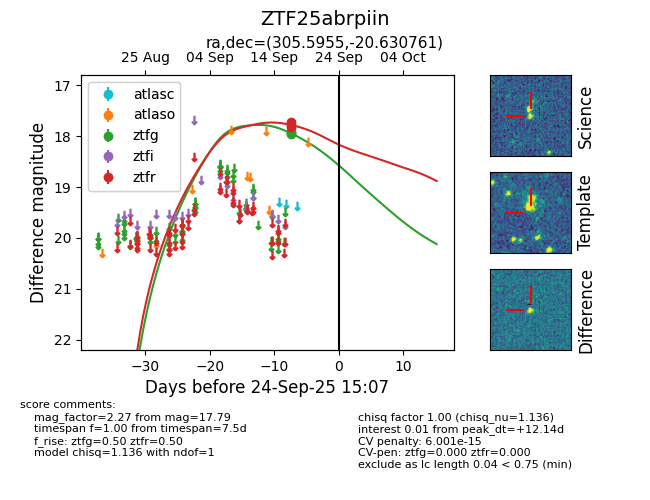 ZTF25abrpiin
ra,dec=(305.5955,-20.630761)
25 Aug 04 Sep 14 Sep 24 Sep 04 Oct
17
18
19
20
21
22
Difference magnitude
atlasc
atlaso
ztfg
ztfi
ztfr
−30 −20 −10 0 10
Days before 24-Sep-25 15:07
Science
Template
Difference
score comments:
mag_factor=2.27 from mag=17.79
timespan f=1.00 from timespan=7.5d
f_rise: ztfg=0.50 ztfr=0.50
model chisq=1.136 with ndof=1
chisq factor 1.00 (chisq_nu=1.136)
interest 0.01 from peak_dt=+12.14d
CV penalty: 6.001e-15
CV-pen: ztfg=0.000 ztfr=0.000
exclude as lc length 0.04 < 0.75 (min)